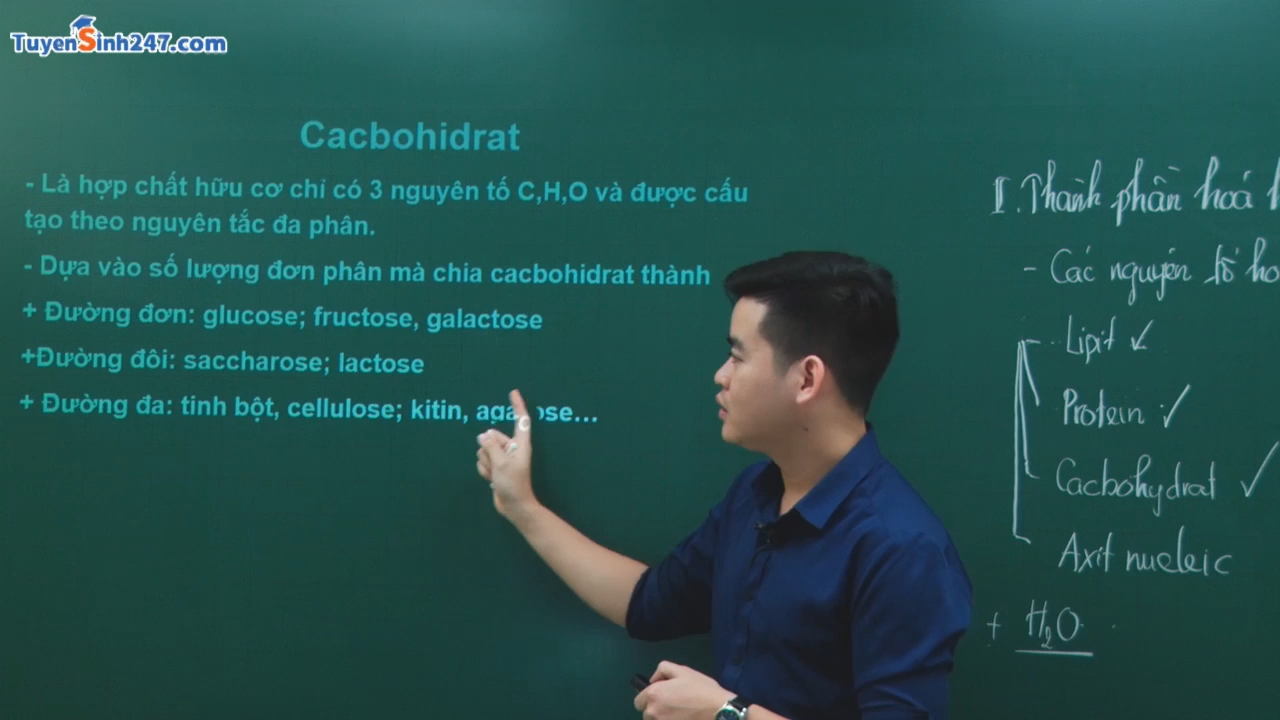 TuyenSinh247.com
Cacbohidrat
- Là hợp chất hữu cơ chỉ có 3 nguyên tố C,H,O và được cấu
tạo theo nguyên tắc đa phân.
- Dựa vào số lượng đơn phân mà chia cacbohidrat thành
+ Đường đơn: glucose; fructose, galactose
+Đường đôi: saccharose; lactose
+ Đường đa: tinh bột, cellulose; kitin,
I. Thành phần hoá
- Các nguyên tố
- Lipit
Protein
Cacbohydrat
Axit nucleic
+ H₂O